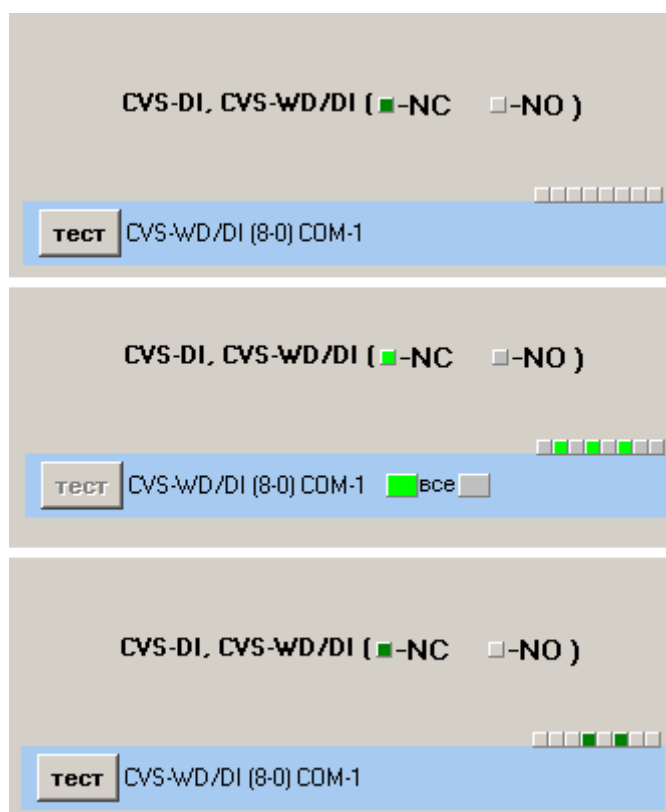 CVS-DI, CVS-WD/DI ( -NC -NO )
тест CVS-WD/DI (8-0) COM-1
CVS-DI, CVS-WD/DI ( -NC -NO )
тест CVS-WD/DI (8-0) COM-1 все
CVS-DI, CVS-WD/DI ( -NC -NO )
тест CVS-WD/DI (8-0) COM-1